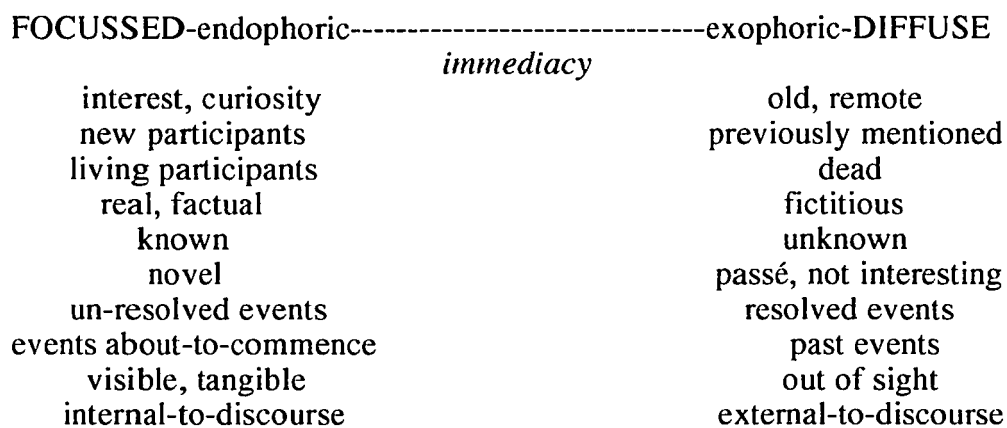 FOCUSSED-endophoric--------------------------------exophoric-DIFFUSE
immediacy
interest, curiosity old, remote
new participants previously mentioned
living participants dead
real, factual fictitious
known unknown
novel passé, not interesting
un-resolved events resolved events
events about-to-commence past events
visible, tangible out of sight
internal-to-discourse external-to-discourse